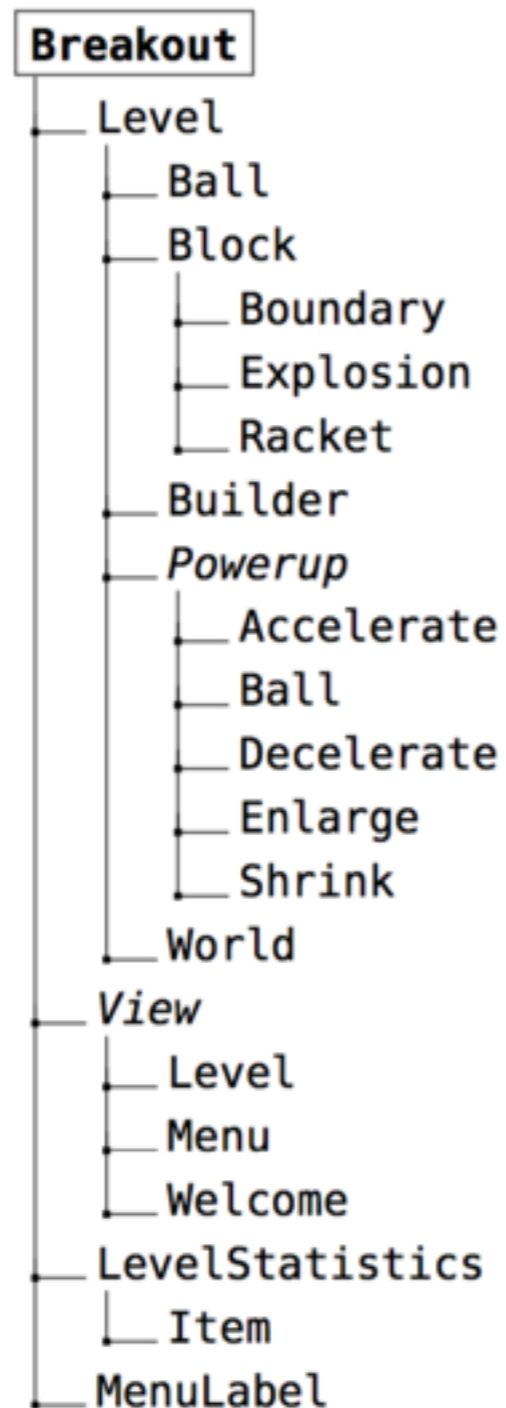 Breakout
Level
Ball
Block
Boundary
Explosion
Racket
Builder
Powerup
Accelerate
Ball
Decelerate
Enlarge
Shrink
World
View
Level
Menu
Welcome
LevelStatistics
Item
MenuLabel